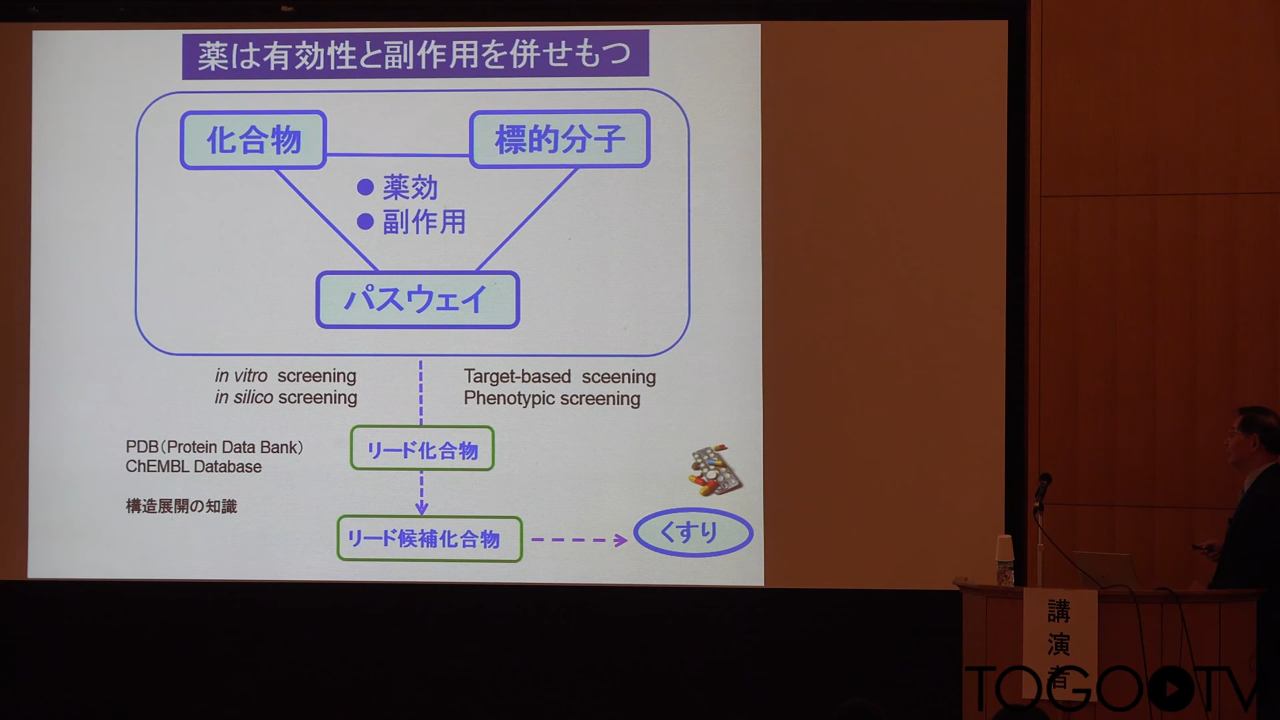 薬は有効性と副作用を併せもつ
化合物
標的分子
● 薬効
● 副作用
パスウェイ
in vitro screening
in silico screening
Target-based sceening
Phenotypic screening
PDB（Protein Data Bank）
ChEMBL Database
構造展開の知識
リード化合物
リード候補化合物
くすり
講演者
TOGOTV